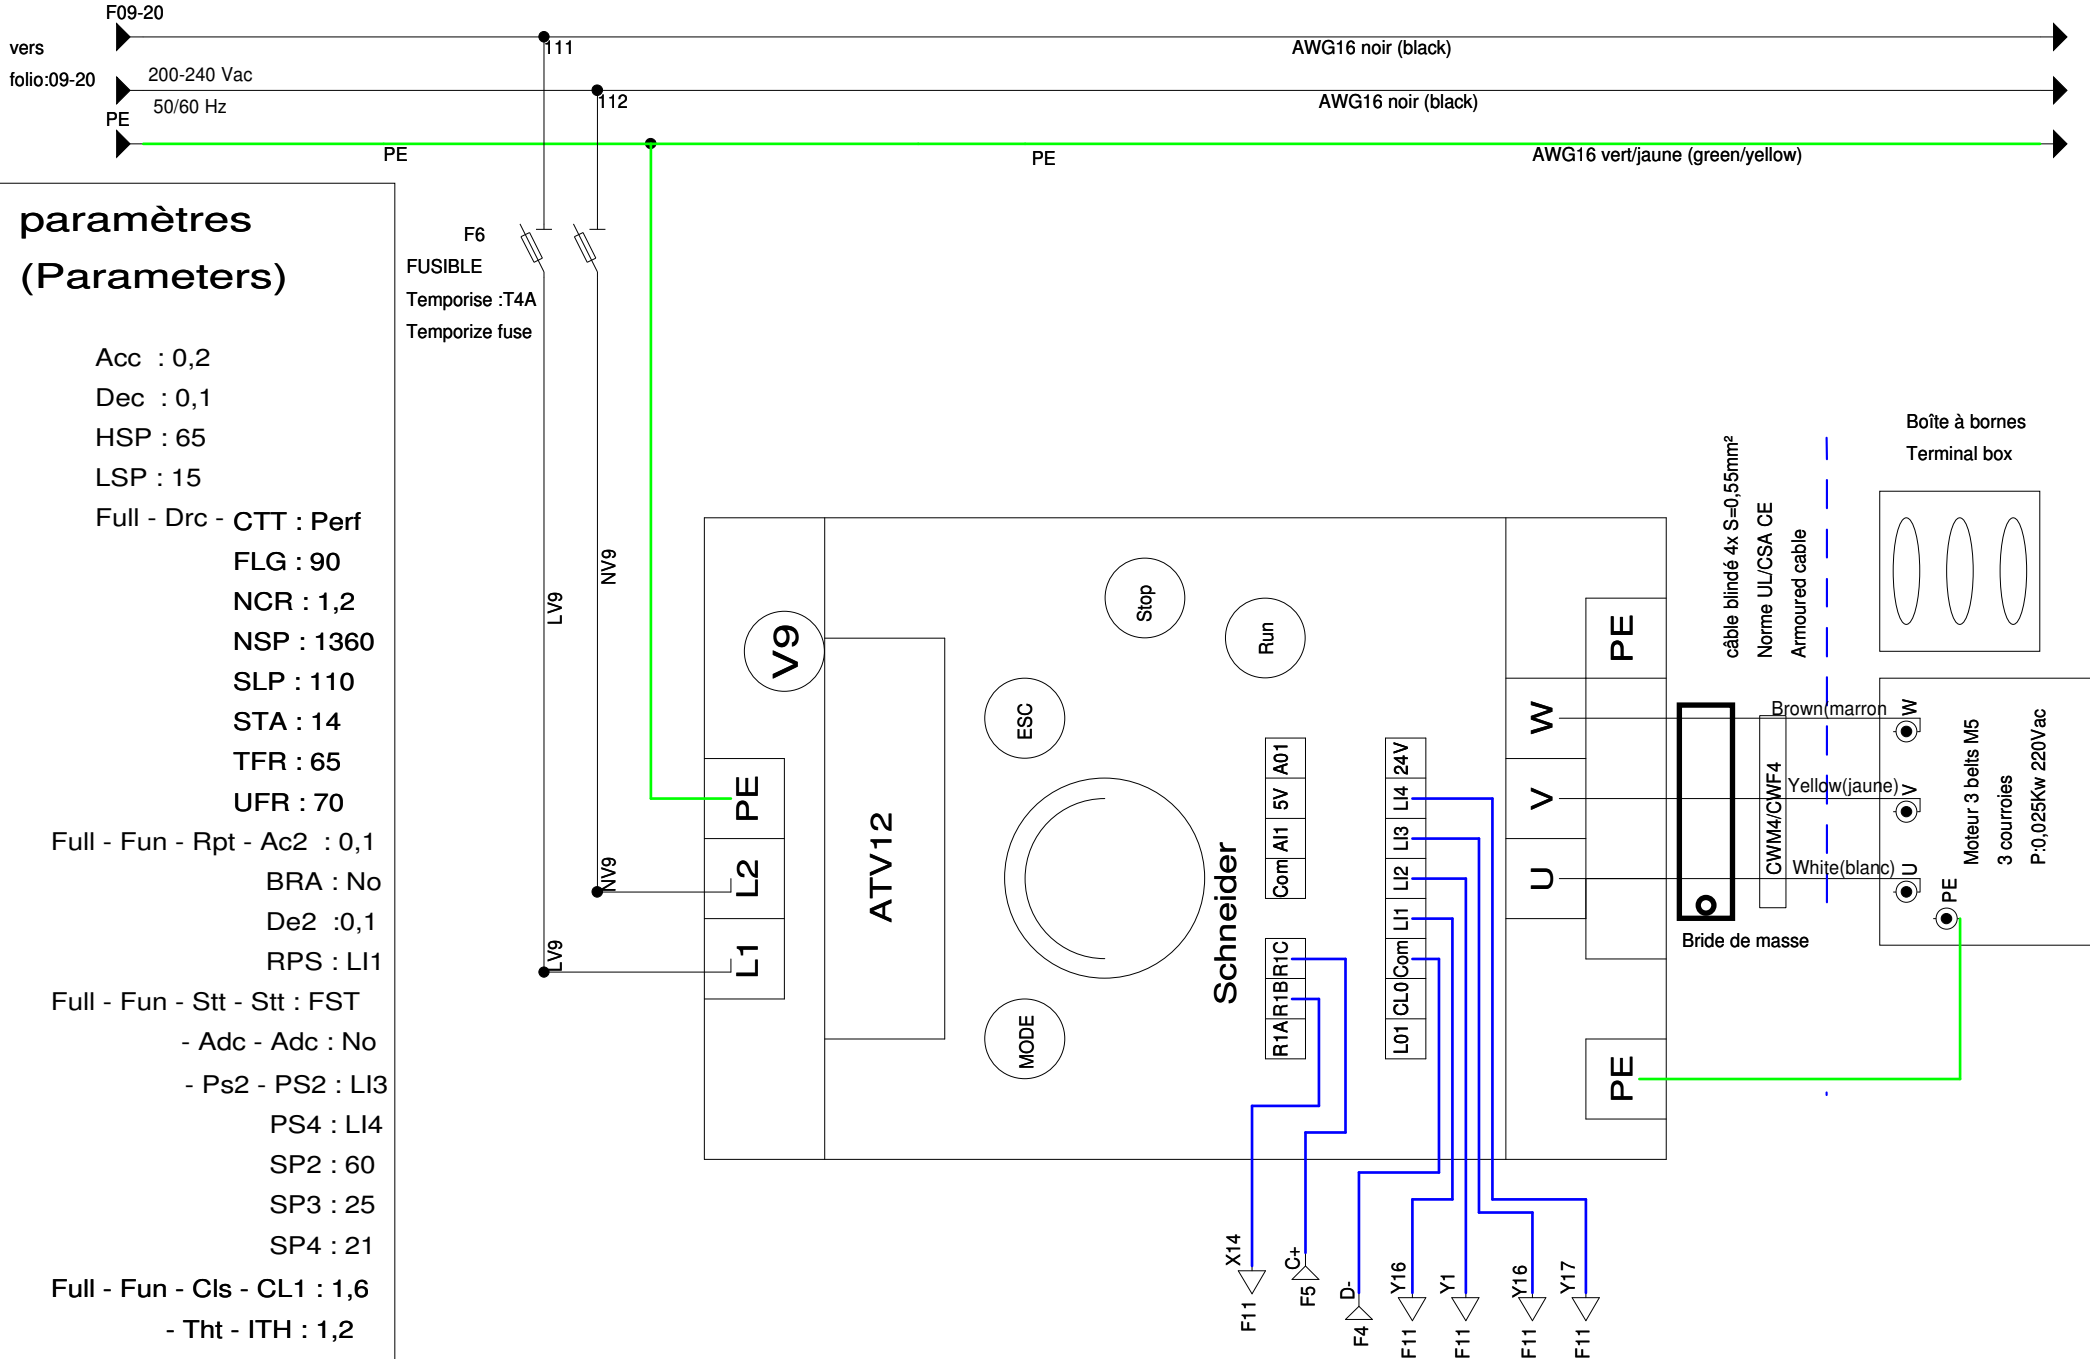 F09-20
vers
folio:09-20
111
AWG16 noir (black)
200-240 Vac
50/60 Hz
112
AWG16 noir (black)
PE
PE
PE
AWG16 vert/jaune (green/yellow)
paramètres
(Parameters)
Acc : 0,2
Dec : 0,1
HSP : 65
LSP : 15
Full - Drc - CTT : Perf
FLG : 90
NCR : 1,2
NSP : 1360
SLP : 110
STA : 14
TFR : 65
UFR : 70
Full - Fun - Rpt - Ac2 : 0,1
BRA : No
De2 :0,1
RPS : LI1
Full - Fun - Stt - Stt : FST
- Adc - Adc : No
- Ps2 - PS2 : LI3
PS4 : LI4
SP2 : 60
SP3 : 25
SP4 : 21
Full - Fun - Cls - CL1 : 1,6
- Tht - ITH : 1,2
F6
FUSIBLE
Temporise :T4A
Temporize fuse
LV9
NV9
NV9
LV9
V9
PE
L2
L1
ATV12
Stop
Run
ESC
MODE
Schneider
A01
5V
AI1
Com
R1C
R1B
R1A
24V
LI4
LI3
LI2
LI1
Com
CL0
L01
PE
W
V
U
PE
câble blindé 4x S=0,55mm²
Norme UL/CSA CE
Armoured cable
Boîte à bornes
Terminal box
Brown(marron
Yellow(jaune)
White(blanc)
CWM4/CWF4
Bride de masse
W
V
U
PE
Moteur 3 belts M5
3 courroies
P:0,025Kw 220Vac
X14
F11
C+
F5
D-
F4
Y16
F11
Y1
F11
Y16
F11
Y17
F11